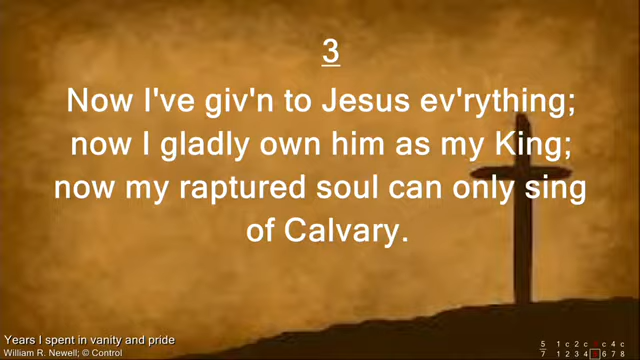 3
Now I've giv'n to Jesus ev'rything;
now I gladly own him as my King;
now my raptured soul can only sing
of Calvary.
Years I spent in vanity and pride
William R. Newell; © Control
5 1 c 2 c c 4 c
7 1 2 3 4 6 7 8